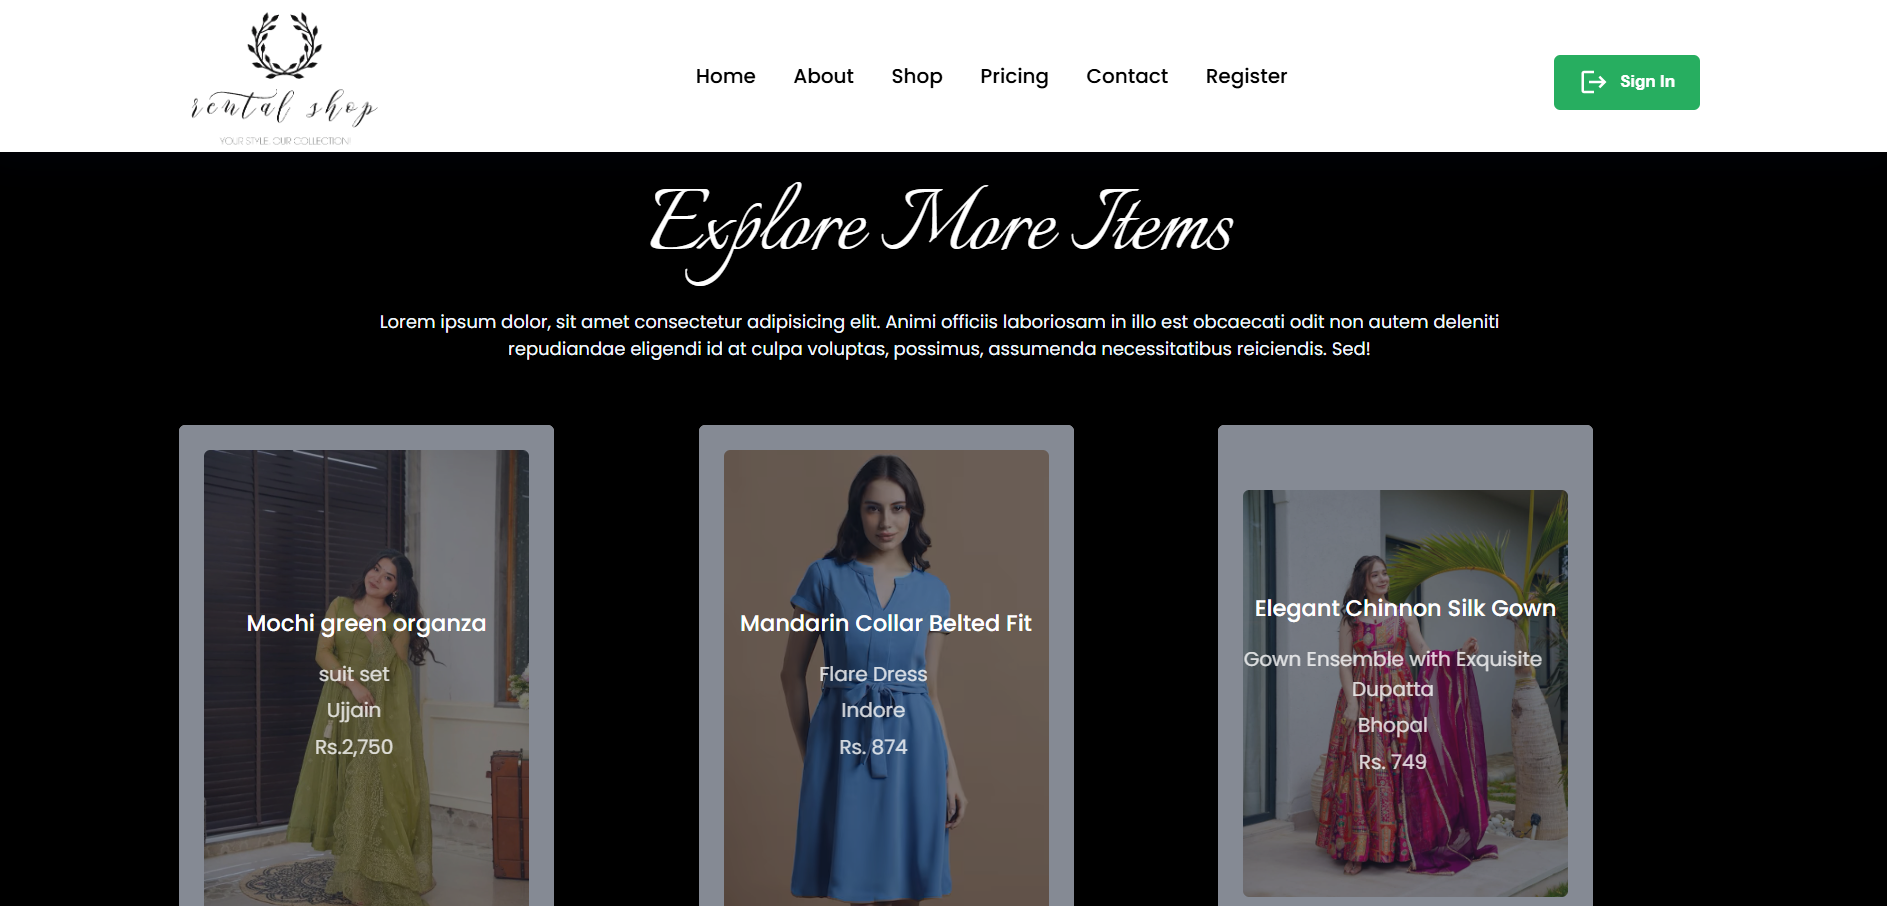 rental shop
YOUR STYLE, OUR COLLECTION!
Home About Shop Pricing Contact Register
Sign In
Explore More Items
Lorem ipsum dolor, sit amet consectetur adipisicing elit. Animi officiis laboriosam in illo est obcaecati odit non autem deleniti
repudiandae eligendi id at culpa voluptas, possimus, assumenda necessitatibus reiciendis. Sed!
Mochi green organza
suit set
Ujjain
Rs.2,750
Mandarin Collar Belted Fit
Flare Dress
Indore
Rs. 874
Elegant Chinnon Silk Gown
Gown Ensemble with Exquisite
Dupatta
Bhopal
Rs. 749